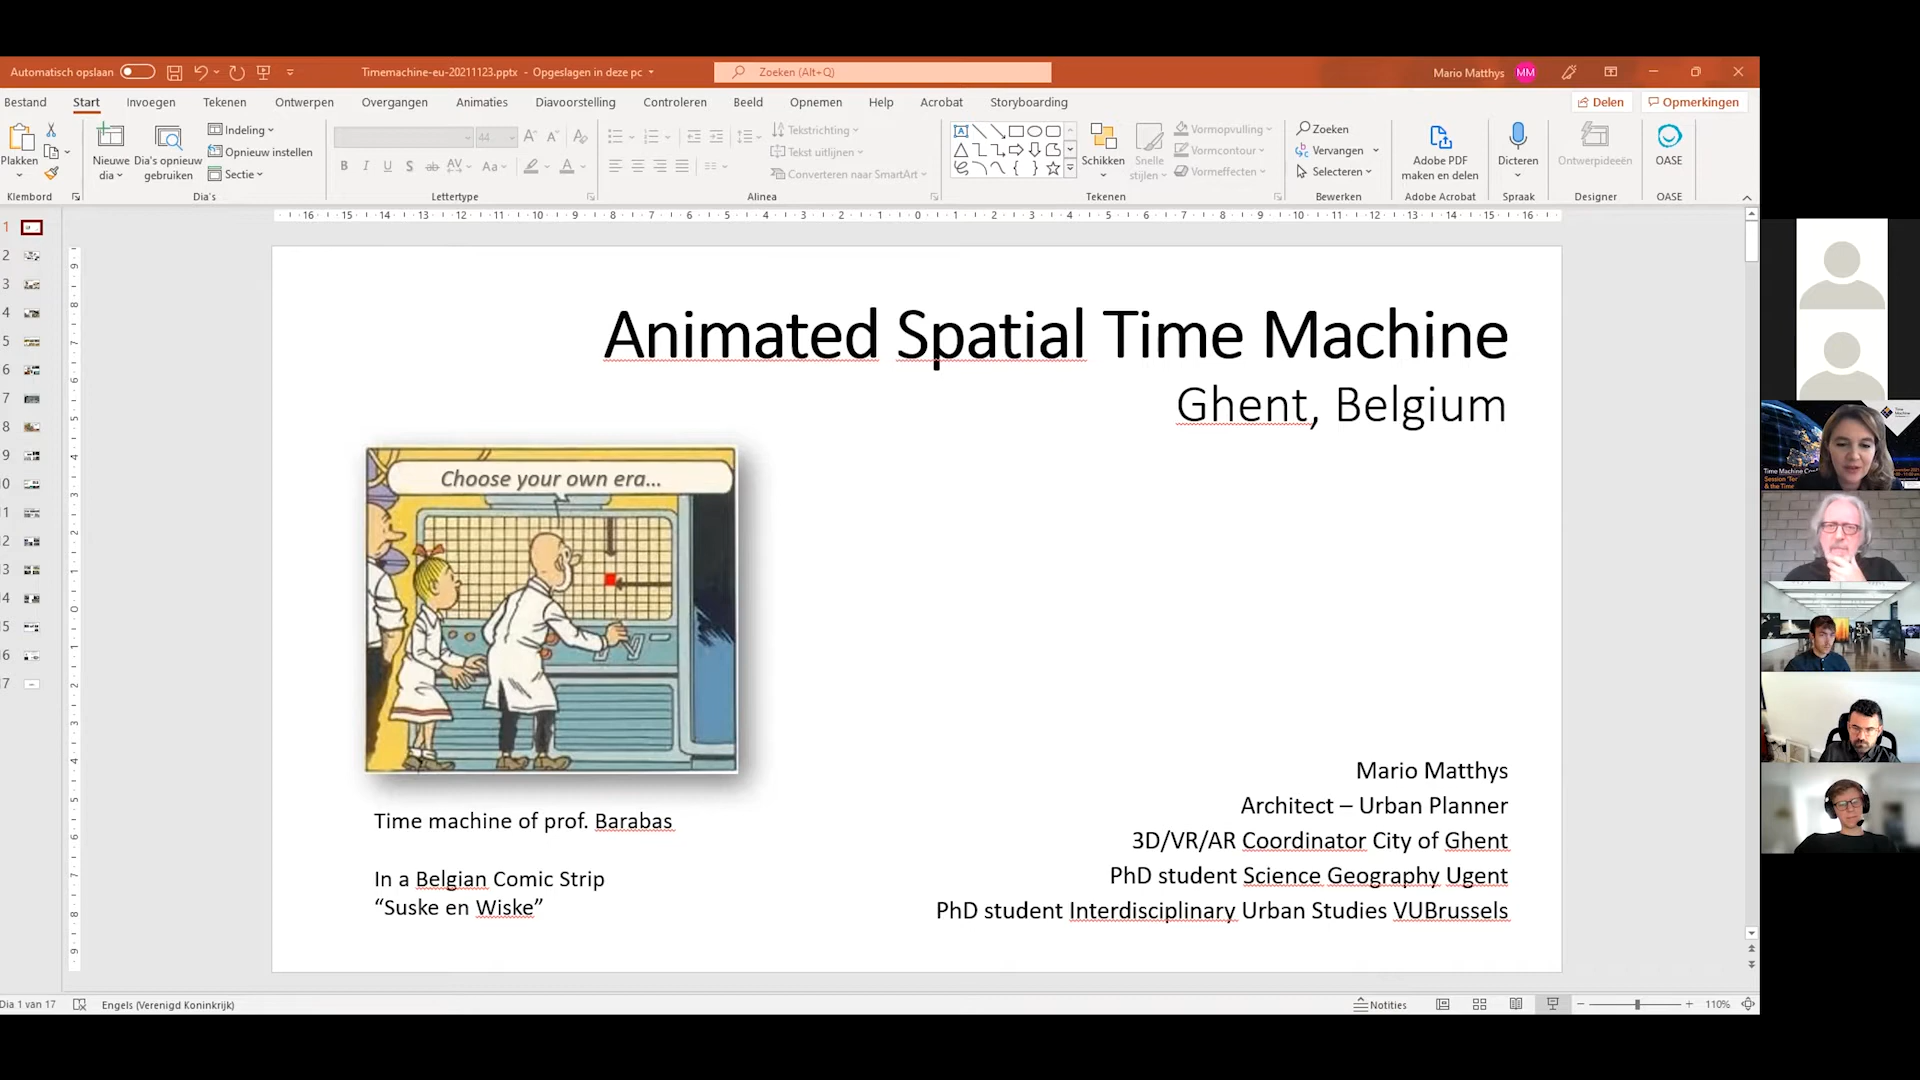 Automatisch opslaan
Timemachine-eu-20211123.pptx - Opgeslagen in deze pc
Zoeken (Alt+Q)
Mario Matthys MM
Bestand Start Invoegen Tekenen Ontwerpen Overgangen Animaties Diavoorstelling Controleren Beeld Opnemen Help Acrobat Storyboarding Delen Opmerkingen
Plakken
Klembord
Nieuwe dia
Dia's opnieuw gebruiken
Indeling
Opnieuw instellen
Sectie
Dia's
44
Lettertype
Tekstrichting
Tekst uitlijnen
Converteren naar SmartArt
Alinea
Schikken
Snelle stijlen
Vormopvulling
Vormcontour
Vormeffecten
Tekenen
Zoeken
Vervangen
Selecteren
Bewerken
Adobe PDF maken en delen
Adobe Acrobat
Dicteren
Spraak
Ontwerpideeën
Designer
OASE
OASE
Animated Spatial Time Machine
Ghent, Belgium
Choose your own era...
Time machine of prof. Barabas
In a Belgian Comic Strip
“Suske en Wiske”
Mario Matthys
Architect – Urban Planner
3D/VR/AR Coordinator City of Ghent
PhD student Science Geography Ugent
PhD student Interdisciplinary Urban Studies VUBrussels
Dia 1 van 17
Engels (Verenigd Koninkrijk)
Notities
110%